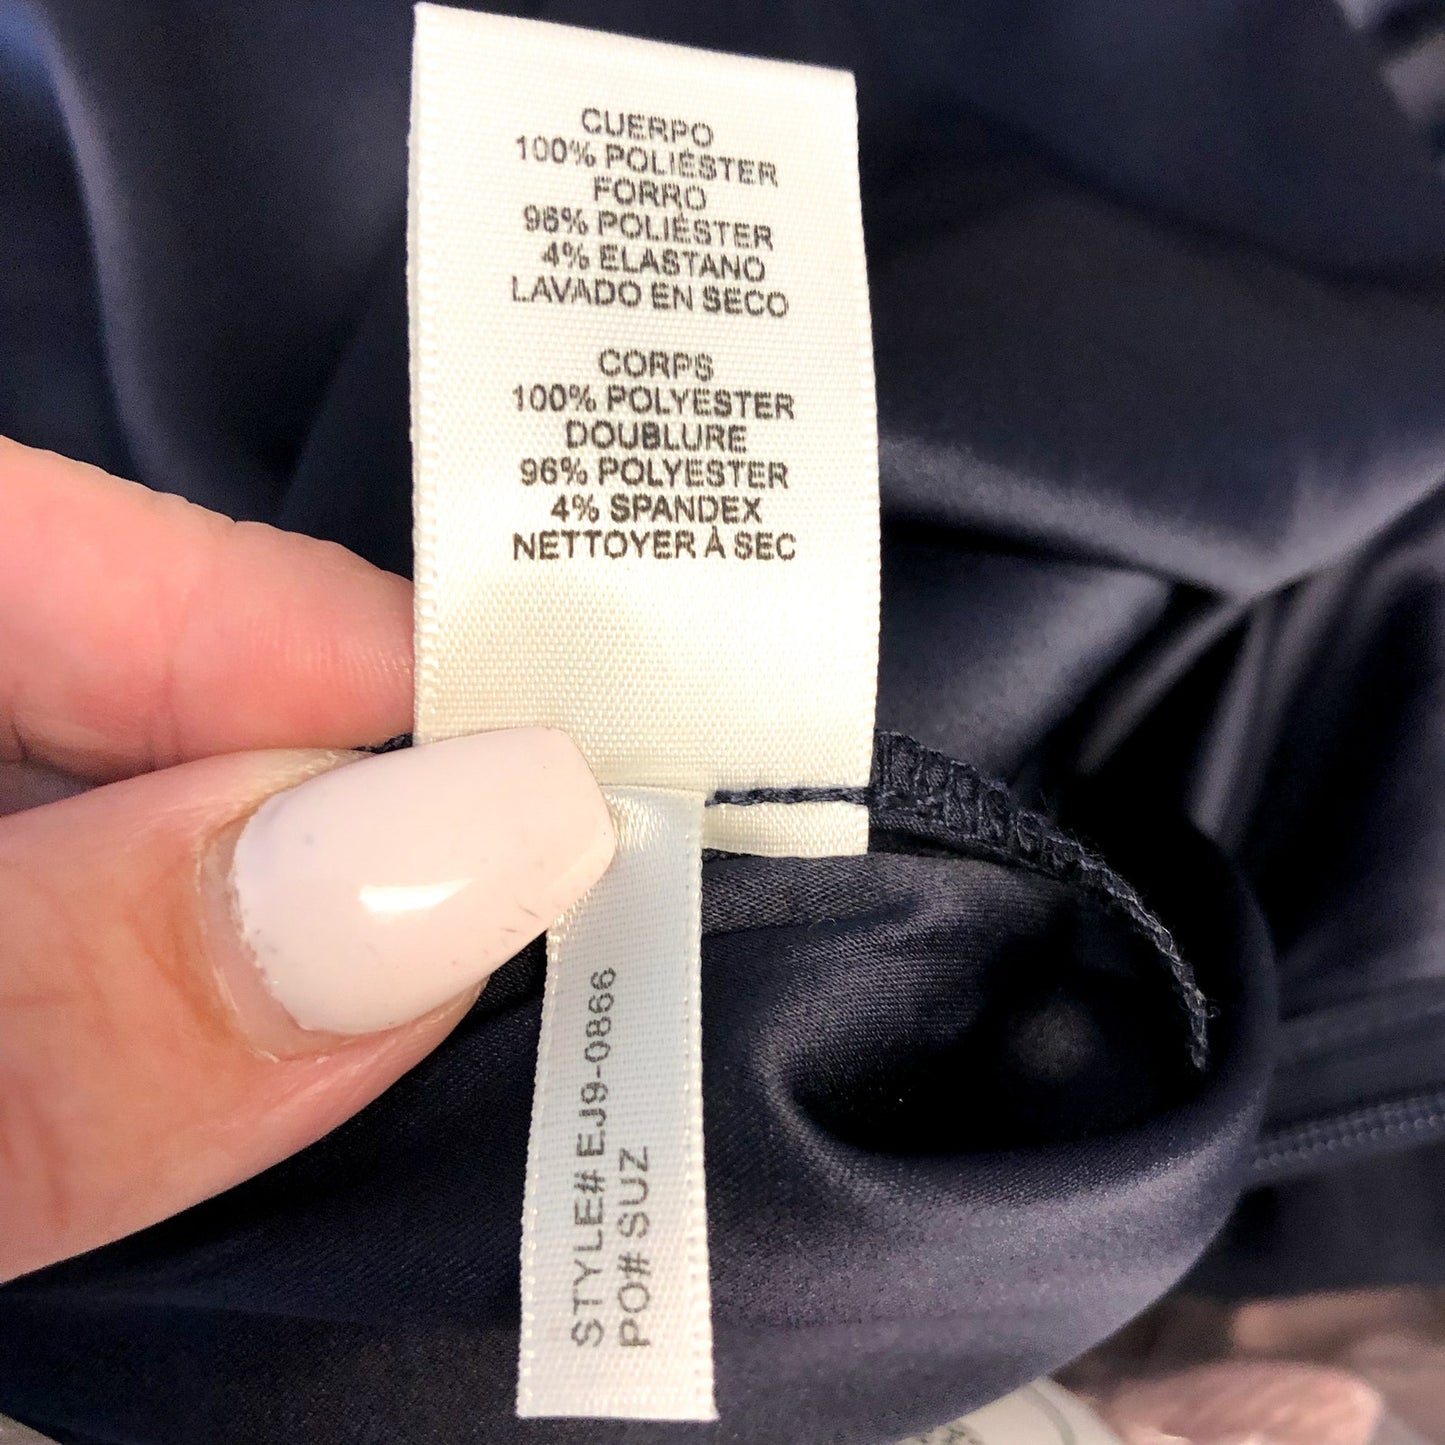 CUERPO
100% POLIÉSTER
FORRO
96% POLIÉSTER
4% ELASTANO
LAVADO EN SECO
CORPS
100% POLYESTER
DOUBLURE
96% POLYESTER
4% SPANDEX
NETTOYER À SEC
STYLE# EJ9-0866
PO# SUZ